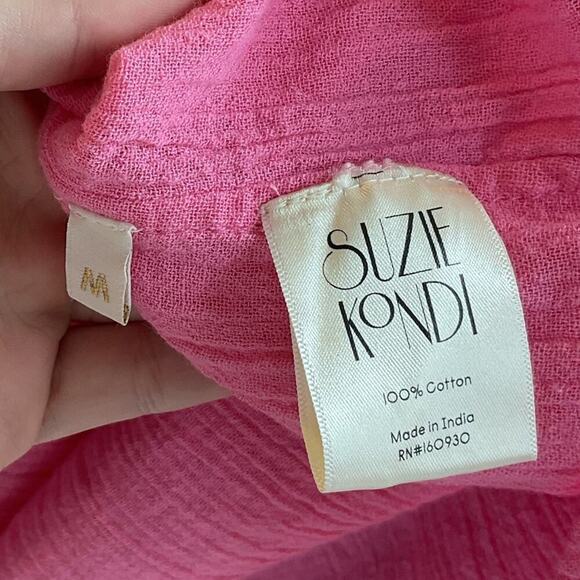 M
SUZIE
KONDI
100% Cotton
Made in India
RN#160930